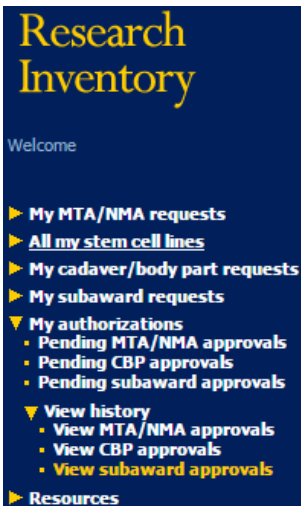 Research
Inventory
Welcome
My MTA/NMA requests
All my stem cell lines
My cadaver/body part requests
My subaward requests
My authorizations
Pending MTA/NMA approvals
Pending CBP approvals
Pending subaward approvals
View history
View MTA/NMA approvals
View CBP approvals
View subaward approvals
Resources